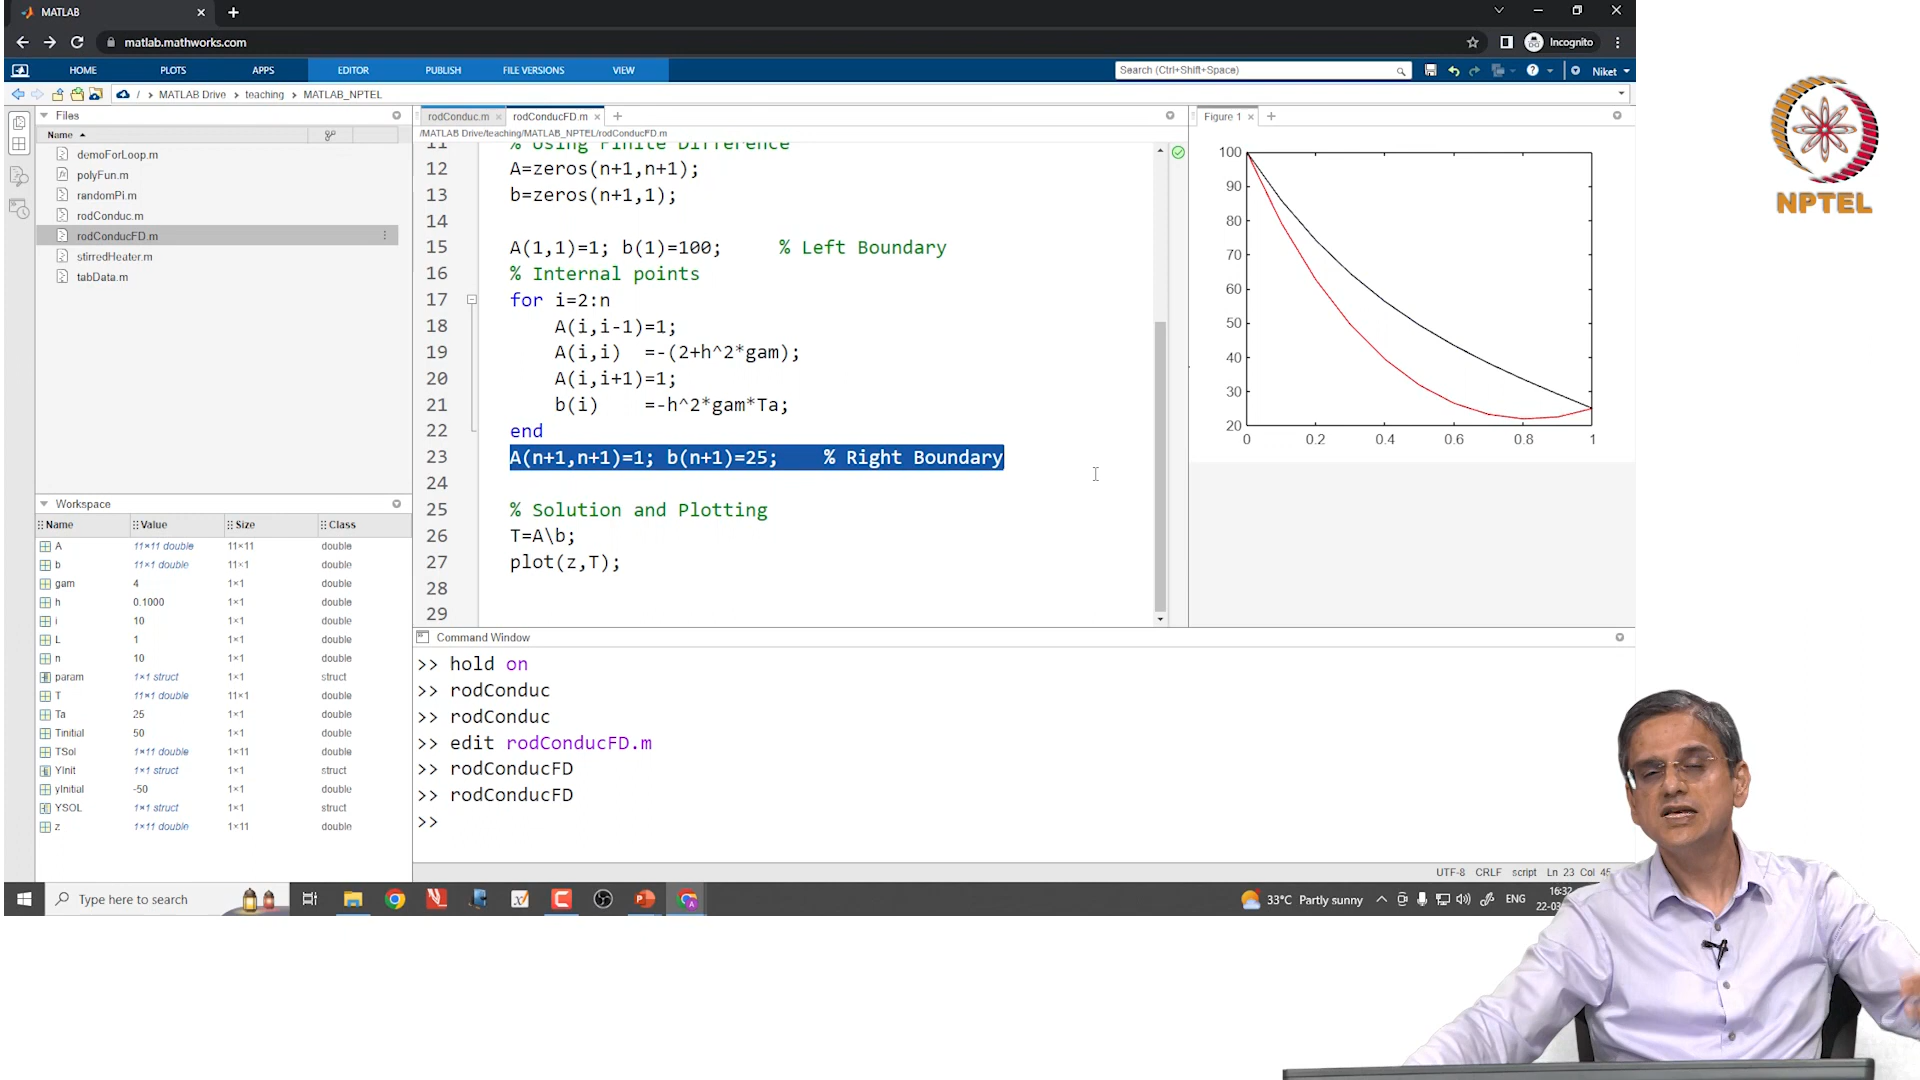 MATLAB
matlab.mathworks.com
Incognito
HOME
PLOTS
APPS
EDITOR
PUBLISH
FILE VERSIONS
VIEW
Search (Ctrl+Shift+Space)
Niket
/ › MATLAB Drive › teaching › MATLAB_NPTEL
Files
Name
demoForLoop.m
polyFun.m
randomPi.m
rodConduc.m
rodConducFD.m
stirredHeater.m
tabData.m
Workspace
Name Value Size Class
A 11×11 double 11×11 double
b 11×1 double 11×1 double
gam 4 1×1 double
h 0.1000 1×1 double
i 10 1×1 double
L 1 1×1 double
n 10 1×1 double
param 1×1 struct 1×1 struct
T 11×1 double 11×1 double
Ta 25 1×1 double
Tinitial 50 1×1 double
TSol 1×11 double 1×11 double
YInit 1×1 struct 1×1 struct
yInitial -50 1×1 double
YSOL 1×1 struct 1×1 struct
z 1×11 double 1×11 double
rodConduc.m
rodConducFD.m
/MATLAB Drive/teaching/MATLAB_NPTEL/rodConducFD.m
11 % Using Finite Difference
12 A=zeros(n+1,n+1);
13 b=zeros(n+1,1);
14
15 A(1,1)=1; b(1)=100; % Left Boundary
16 % Internal points
17 for i=2:n
18 A(i,i-1)=1;
19 A(i,i) =-(2+h^2*gam);
20 A(i,i+1)=1;
21 b(i) =-h^2*gam*Ta;
22 end
23 A(n+1,n+1)=1; b(n+1)=25; % Right Boundary
24
25 % Solution and Plotting
26 T=A\b;
27 plot(z,T);
28
29
Command Window
>> hold on
>> rodConduc
>> rodConduc
>> edit rodConducFD.m
>> rodConducFD
>> rodConducFD
>>
Figure 1
100
90
80
70
60
50
40
30
20
0 0.2 0.4 0.6 0.8 1
NPTEL
UTF-8 CRLF script Ln 23 Col
Type here to search
33°C Partly sunny
ENG
16:32